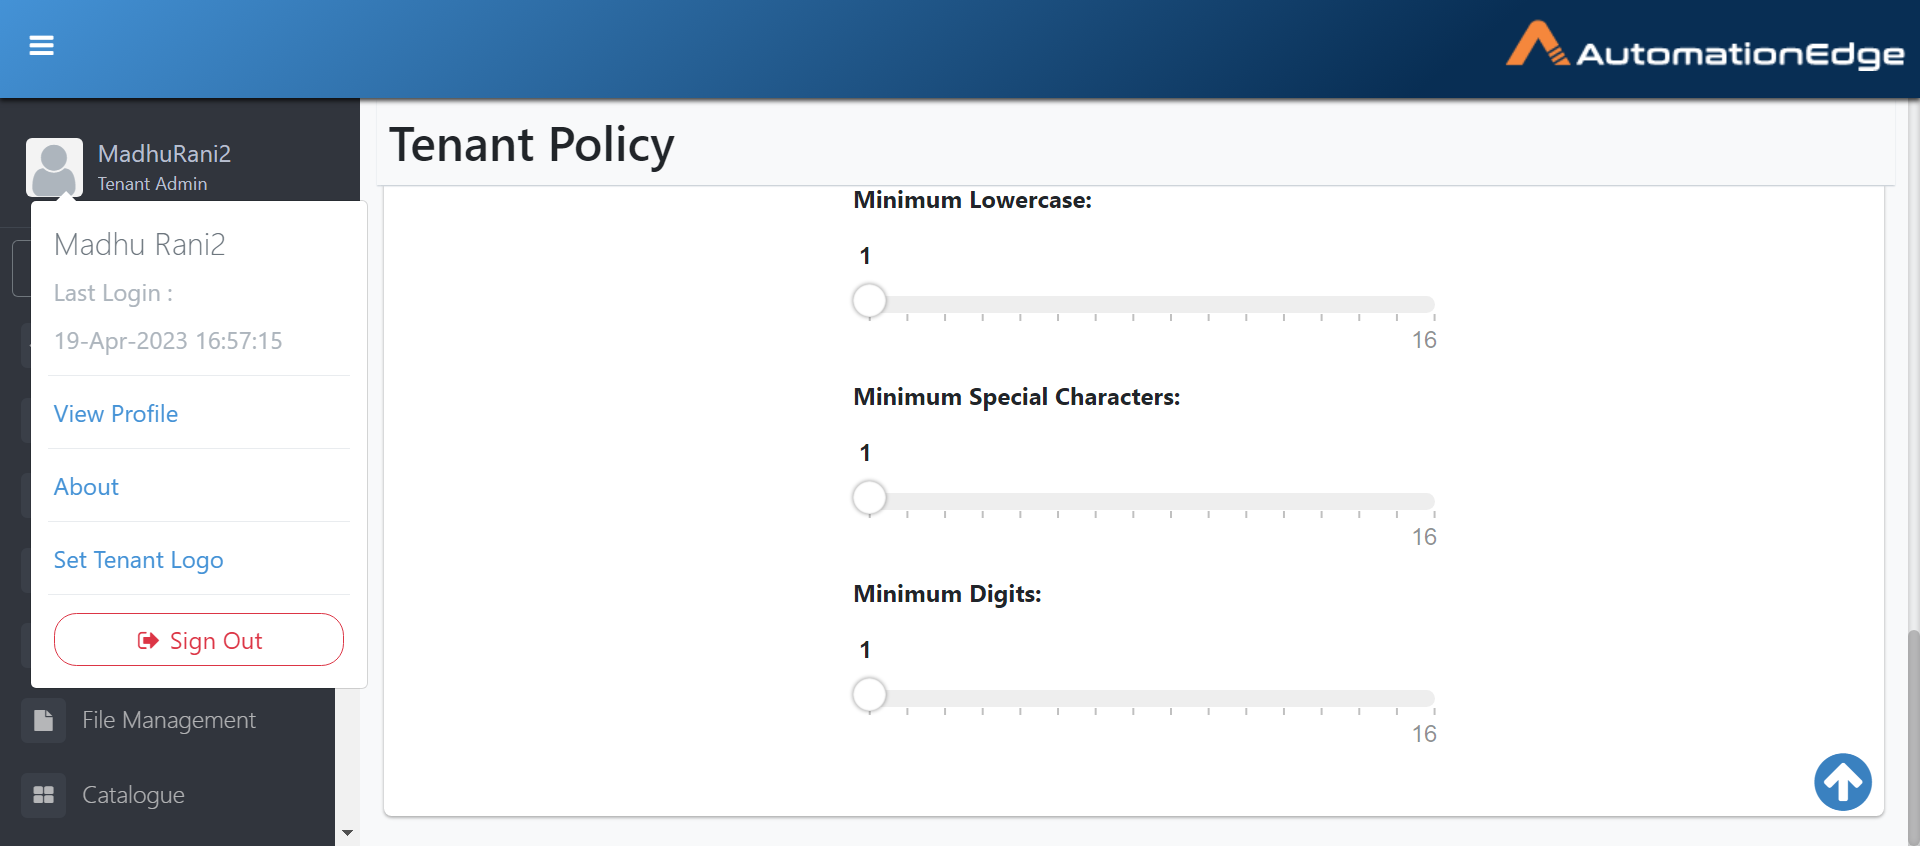 AutomationEdge
MadhuRani2
Tenant Admin
Madhu Rani2
Last Login :
19-Apr-2023 16:57:15
View Profile
About
Set Tenant Logo
Sign Out
File Management
Catalogue
Tenant Policy
Minimum Lowercase:
1
16
Minimum Special Characters:
1
16
Minimum Digits:
1
16